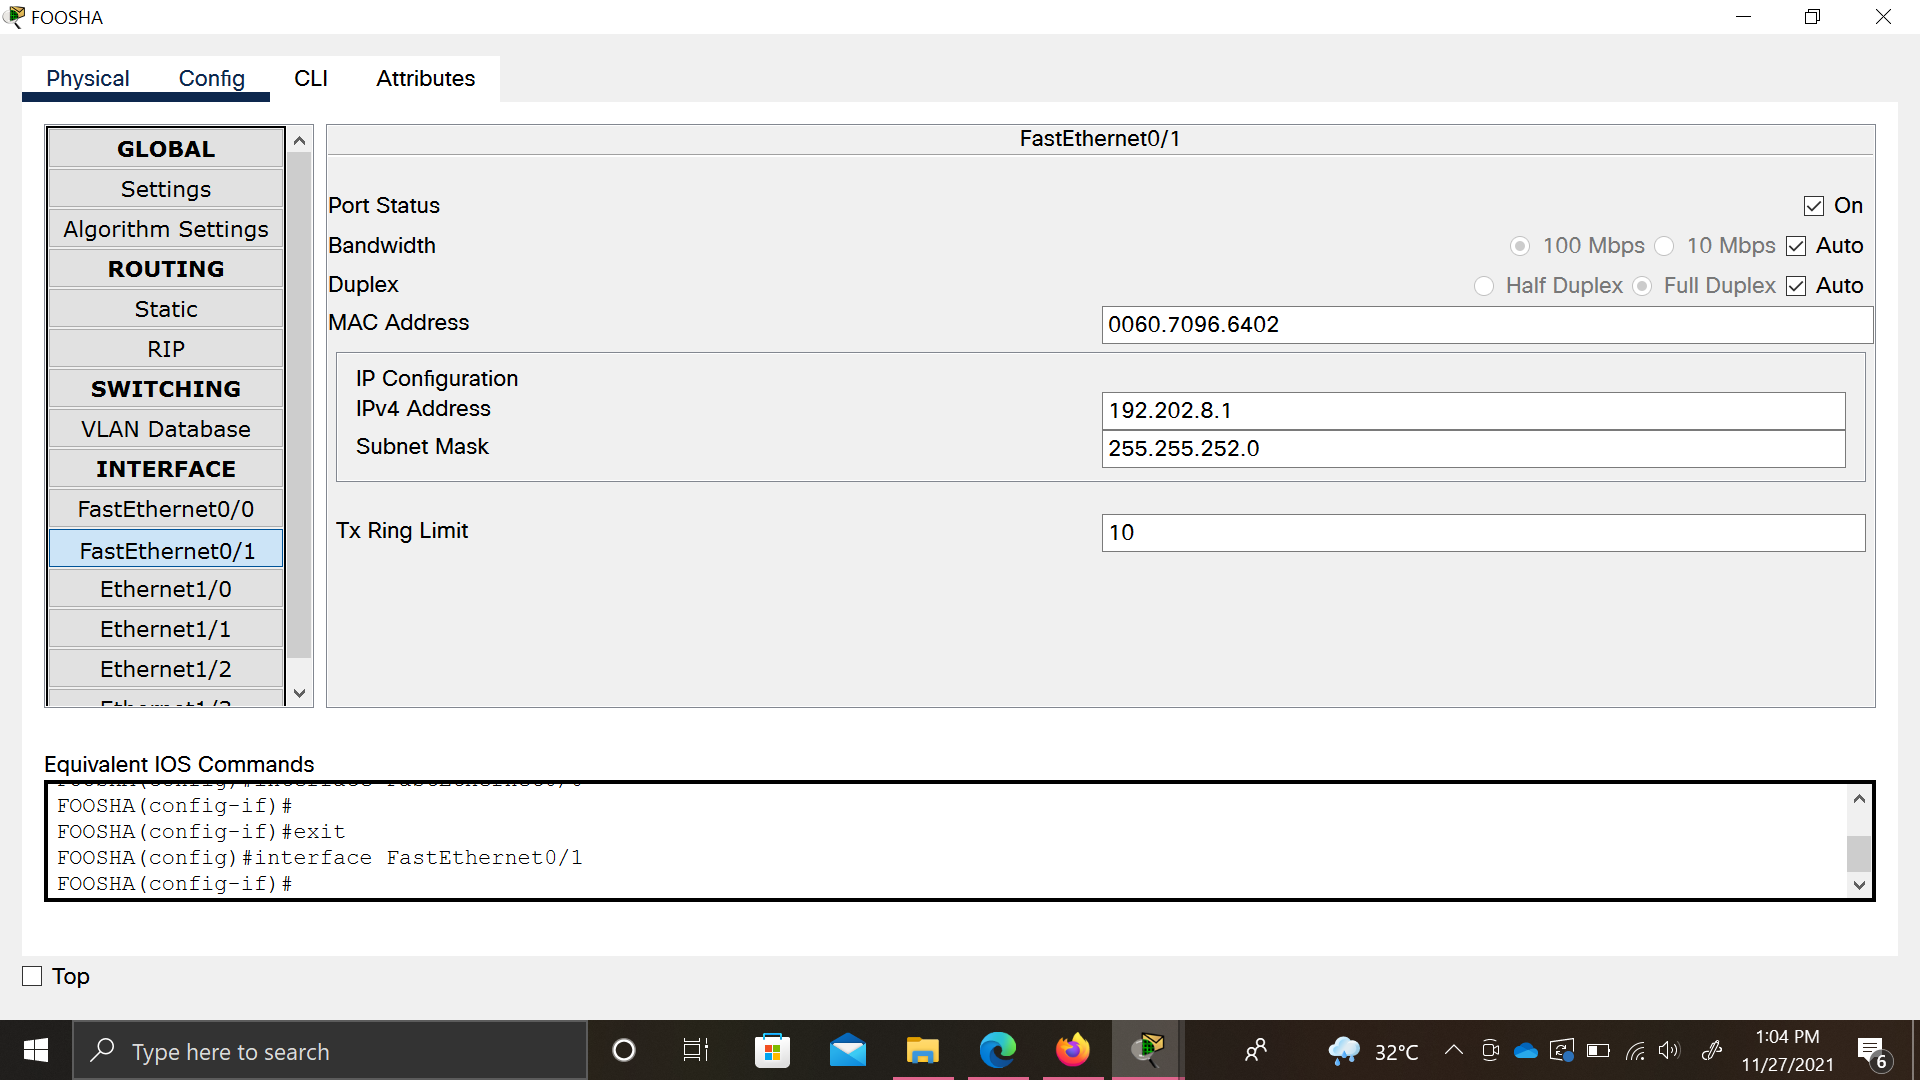 FOOSHA
Physical Config CLI Attributes
GLOBAL
Settings
Algorithm Settings
ROUTING
Static
RIP
SWITCHING
VLAN Database
INTERFACE
FastEthernet0/0
FastEthernet0/1
Ethernet1/0
Ethernet1/1
Ethernet1/2
FastEthernet0/1
Port Status On
Bandwidth 100 Mbps 10 Mbps Auto
Duplex Half Duplex Full Duplex Auto
MAC Address 0060.7096.6402
IP Configuration
IPv4 Address 192.202.8.1
Subnet Mask 255.255.252.0
Tx Ring Limit 10
Equivalent IOS Commands
FOOSHA(config-if)#
FOOSHA(config-if)#exit
FOOSHA(config)#interface FastEthernet0/1
FOOSHA(config-if)#
Top
Type here to search
32°C
1:04 PM
11/27/2021
6